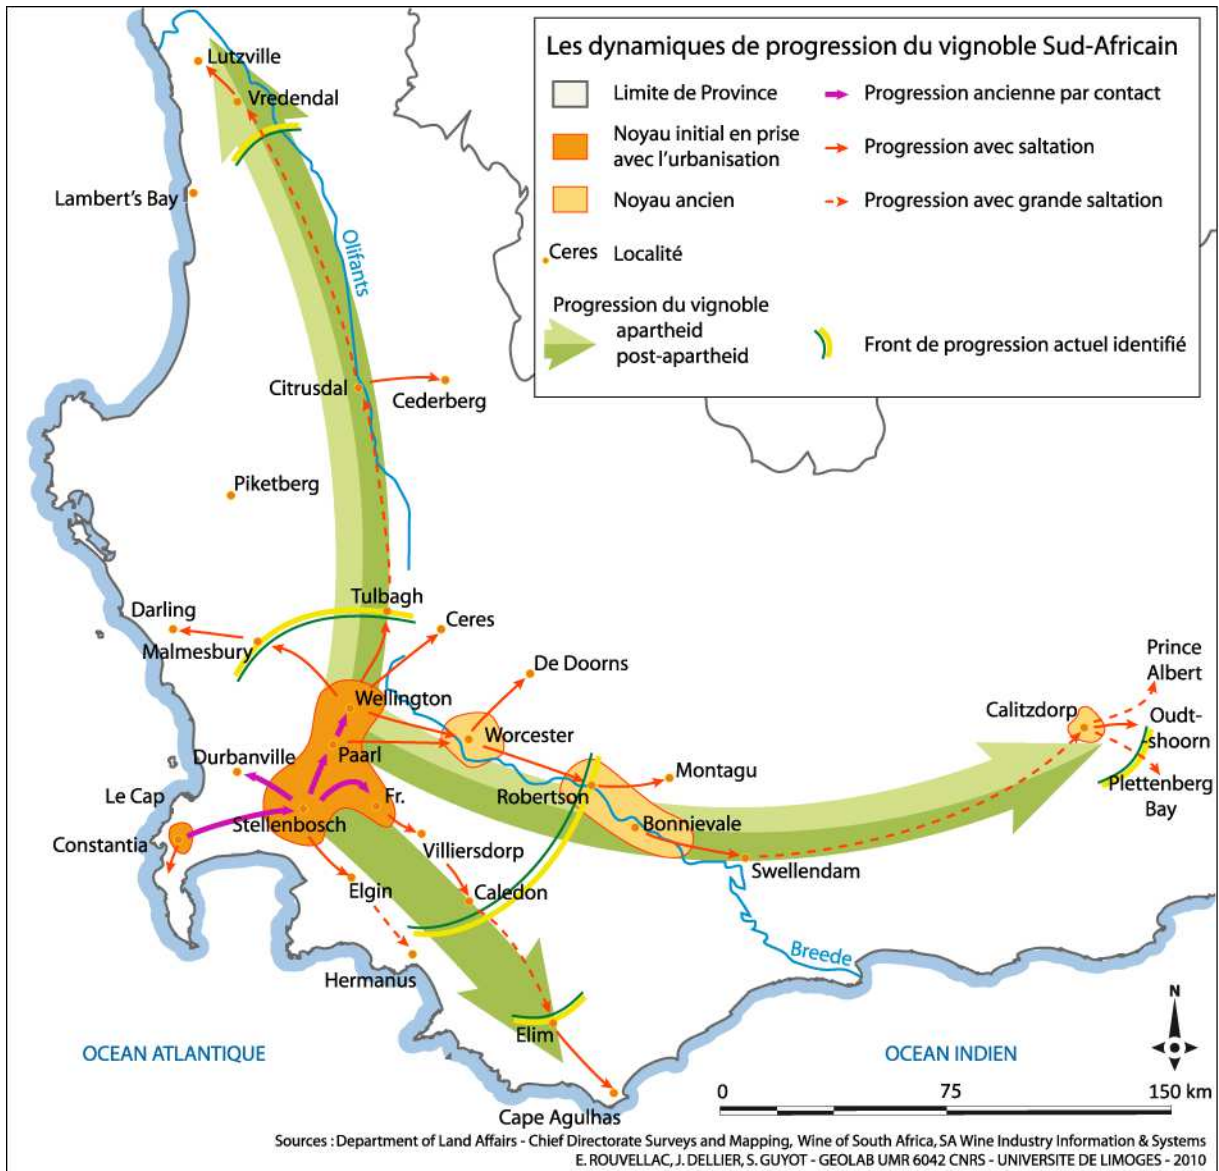 Les dynamiques de progression du vignoble Sud-Africain
Limite de Province
Progression ancienne par contact
Noyau initial en prise
avec l'urbanisation
Progression avec saltation
Noyau ancien
Progression avec grande saltation
Ceres
Localité
Progression du vignoble
apartheid
post-apartheid
Front de progression actuel identifié
Lutzville
Vredendal
Lambert's Bay
Olifants
Citrusdal
Cederberg
Piketberg
Tulbagh
Darling
Ceres
Malmesbury
De Doorns
Prince
Albert
Wellington
Calitzdorp
Oudt-
-shoorn
Worcester
Durbanville
Paarl
Montagu
Plettenberg
Bay
Le Cap
Fr.
Robertson
Stellenbosch
Bonnievale
Constantia
Villiersdorp
Swellendam
Elgin
Caledon
Breede
Hermanus
Elim
N
OCEAN ATLANTIQUE
OCEAN INDIEN
0 75 150 km
Cape Agulhas
Sources : Department of Land Affairs - Chief Directorate Surveys and Mapping, Wine of South Africa, SA Wine Industry Information & Systems
E. ROUVELLAC, J. DELLIER, S. GUYOT - GEOLAB UMR 6042 CNRS - UNIVERSITE DE LIMOGES - 2010